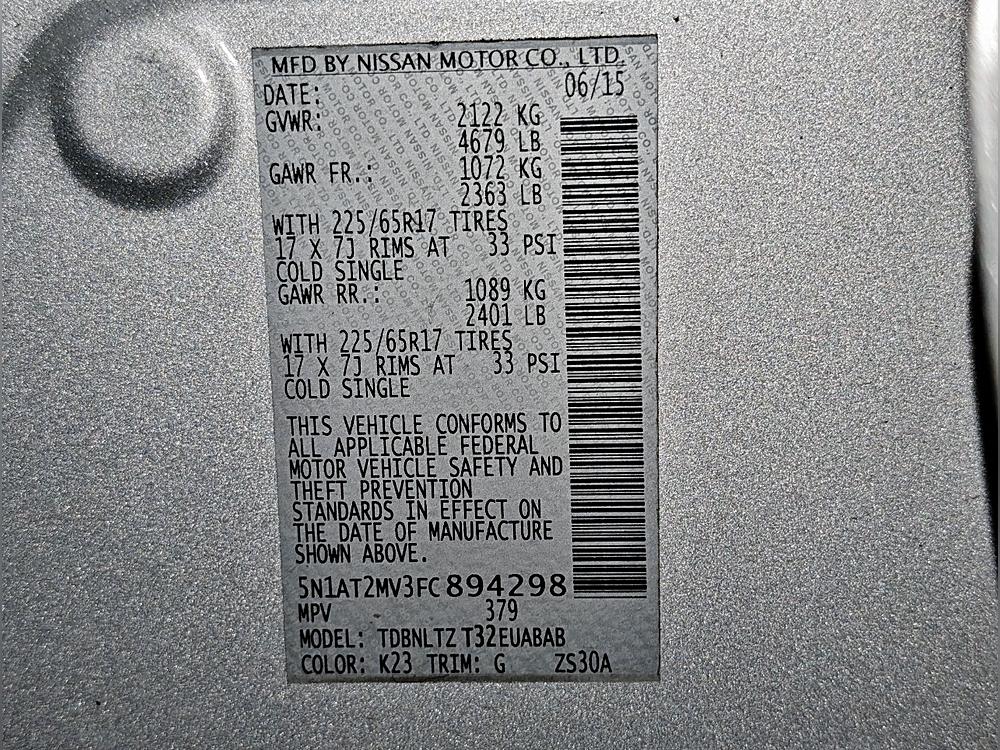 MFD BY NISSAN MOTOR CO., LTD.
DATE: 06/15
GVWR: 2122 KG
4679 LB
GAWR FR.: 1072 KG
2363 LB
WITH 225/65R17 TIRES
17 X 7J RIMS AT 33 PSI
COLD SINGLE
GAWR RR.: 1089 KG
2401 LB
WITH 225/65R17 TIRES
17 X 7J RIMS AT 33 PSI
COLD SINGLE
THIS VEHICLE CONFORMS TO
ALL APPLICABLE FEDERAL
MOTOR VEHICLE SAFETY AND
THEFT PREVENTION
STANDARDS IN EFFECT ON
THE DATE OF MANUFACTURE
SHOWN ABOVE.
5N1AT2MV3FC894298
MPV 379
MODEL: TDBNLTZ T32EUABAB
COLOR: K23 TRIM: G ZS30A